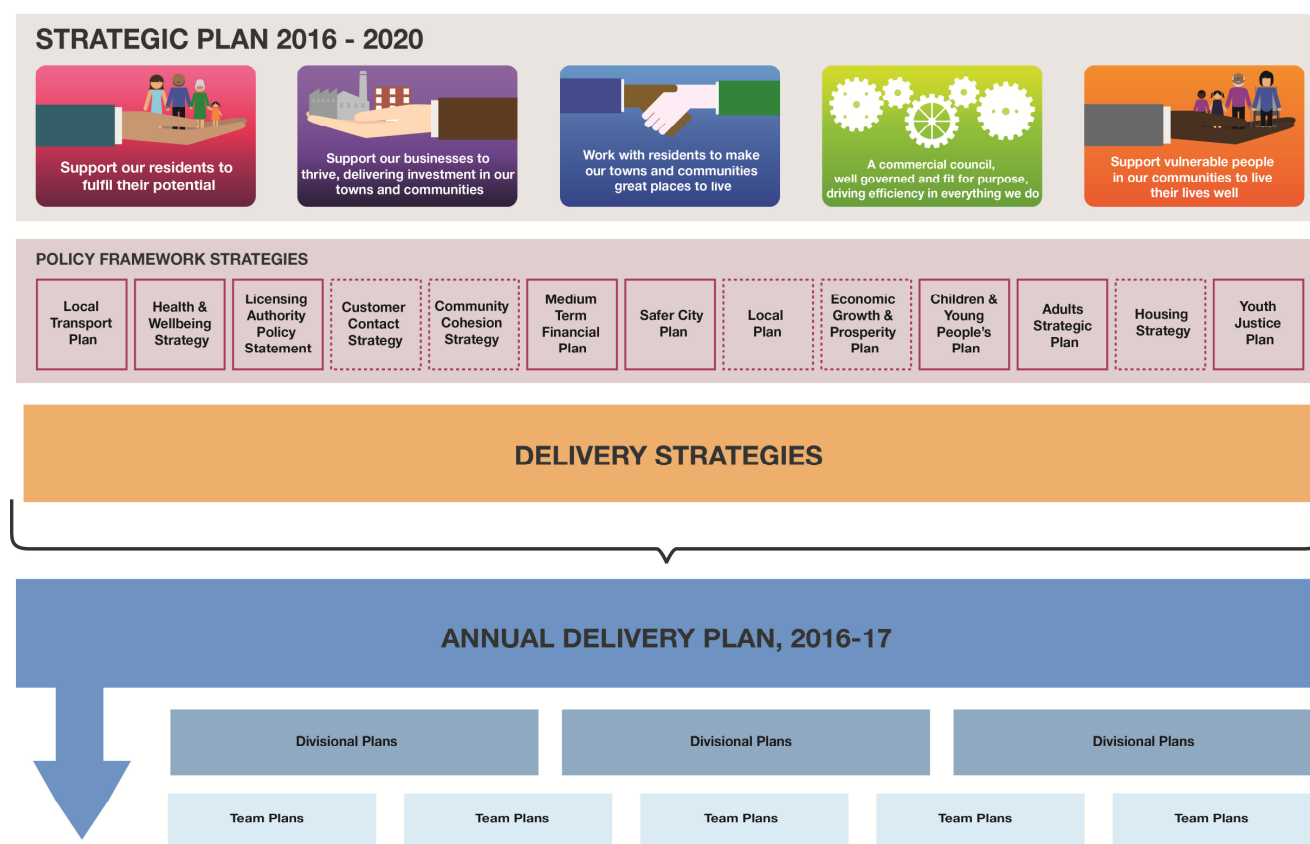 STRATEGIC PLAN 2016 - 2020
Support our residents to
fulfil their potential
Support our businesses to
thrive, delivering investment in our
towns and communities
Work with residents to make
our towns and communities
great places to live
A commercial council,
well governed and fit for purpose,
driving efficiency in everything we do
Support vulnerable people
in our communities to live
their lives well
POLICY FRAMEWORK STRATEGIES
Local
Transport
Plan
Health &
Wellbeing
Strategy
Licensing
Authority
Policy
Statement
Customer
Contact
Strategy
Community
Cohesion
Strategy
Medium
Term
Financial
Plan
Safer City
Plan
Local
Plan
Economic
Growth &
Prosperity
Plan
Children &
Young
People's
Plan
Adults
Strategic
Plan
Housing
Strategy
Youth
Justice
Plan
DELIVERY STRATEGIES
ANNUAL DELIVERY PLAN, 2016-17
Divisional Plans
Divisional Plans
Divisional Plans
Team Plans
Team Plans
Team Plans
Team Plans
Team Plans